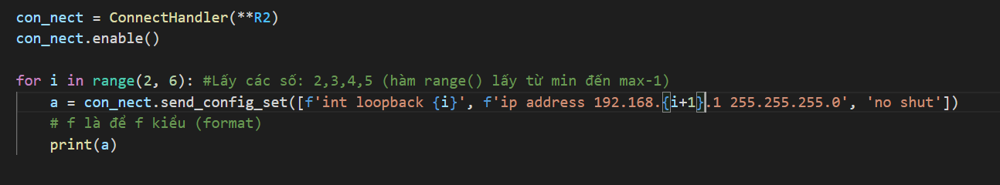 con_nect = ConnectHandler(**R2)
con_nect.enable()
for i in range(2, 6): #Lấy các số: 2,3,4,5 (hàm range() lấy từ min đến max-1)
a = con_nect.send_config_set([f'int loopback {i}', f'ip address 192.168.{i+1}.1 255.255.255.0', 'no shut'])
# f là để f kiểu (format)
print(a)